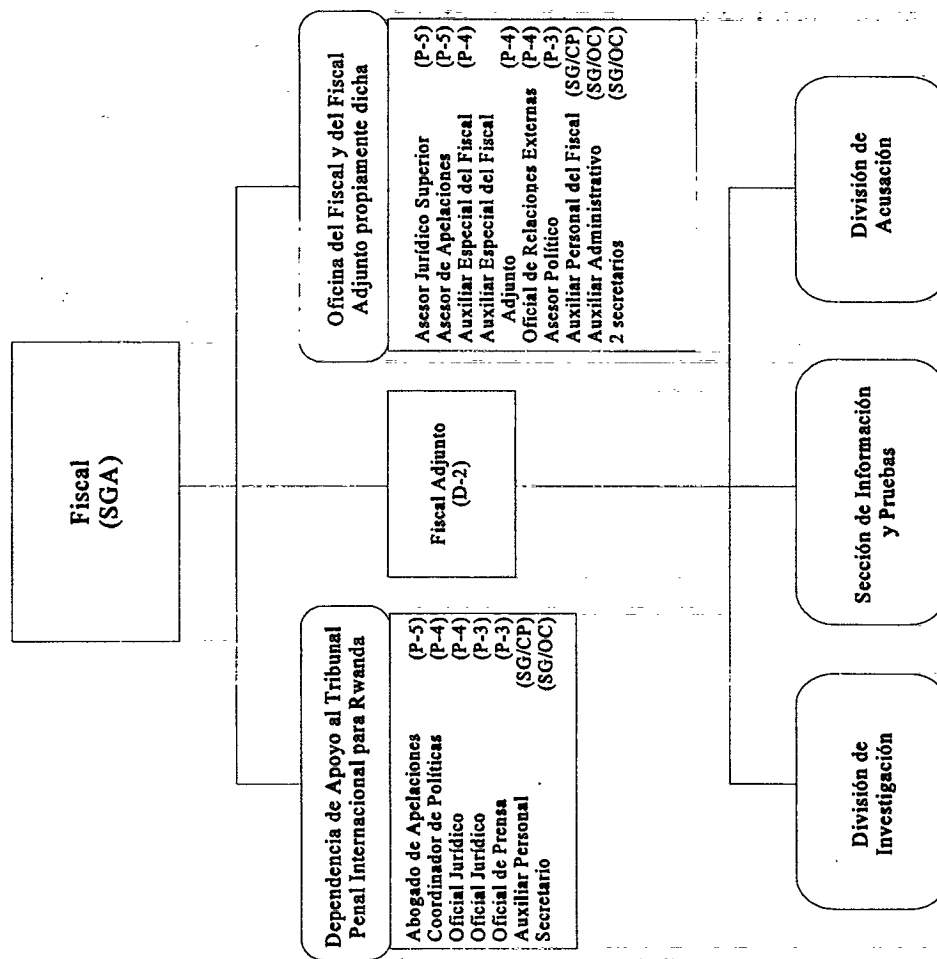 Fiscal
(SGA)
Dependencia de Apoyo al Tribunal
Penal Internacional para Rwanda
Abogado de Apelaciones (P-5)
Coordinador de Políticas (P-4)
Oficial Jurídico (P-4)
Oficial Jurídico (P-3)
Oficial de Prensa (P-3)
Auxiliar Personal (SG/CP)
Secretario (SG/OC)
Fiscal Adjunto
(D-2)
Oficina del Fiscal y del Fiscal
Adjunto propiamente dicha
Asesor Jurídico Superior (P-5)
Asesor de Apelaciones (P-5)
Auxiliar Especial del Fiscal (P-4)
Auxiliar Especial del Fiscal
Adjunto (P-4)
Oficial de Relaciones Externas (P-4)
Asesor Político (P-3)
Auxiliar Personal del Fiscal (SG/CP)
Auxiliar Administrativo (SG/OC)
2 secretarios (SG/OC)
División de
Investigación
Sección de Información
y Pruebas
División de
Acusación